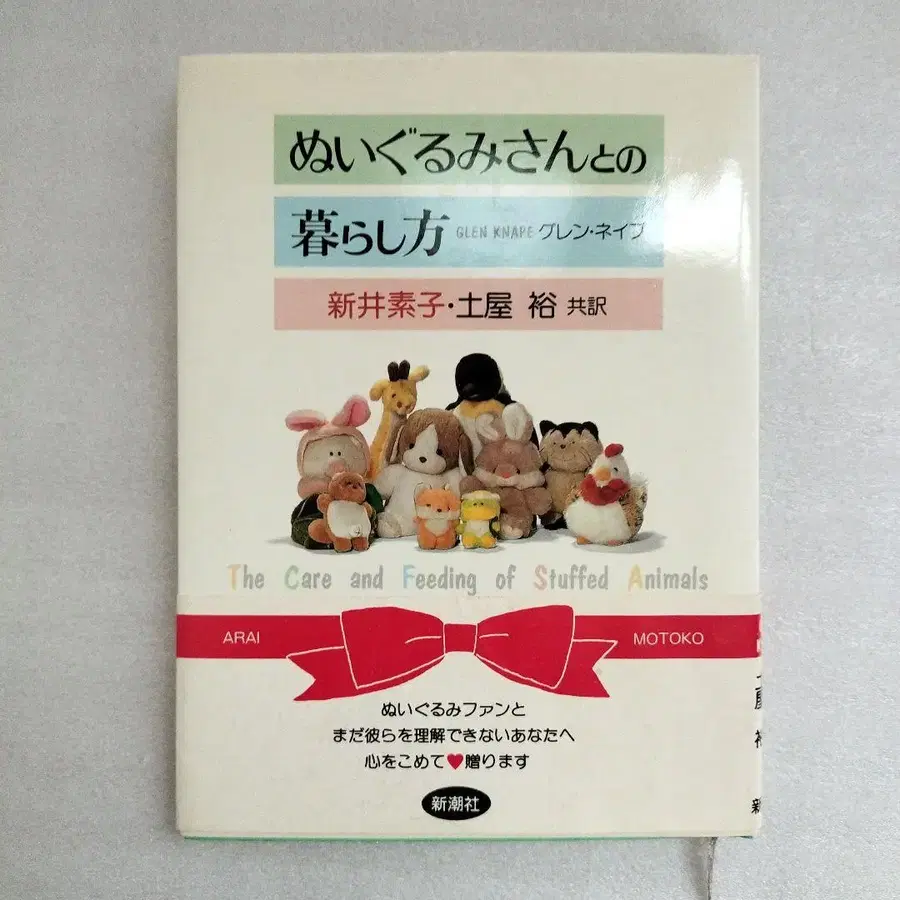 ぬいぐるみさんとの
暮らし方 GLEN KNAPE グレン・ネイプ
新井素子・土屋 裕 共訳
The Care and Feeding of Stuffed Animals
ARAI MOTOKO
ぬいぐるみファンと
まだ彼らを理解できないあなたへ
心をこめて♥贈ります
新潮社
裕
新